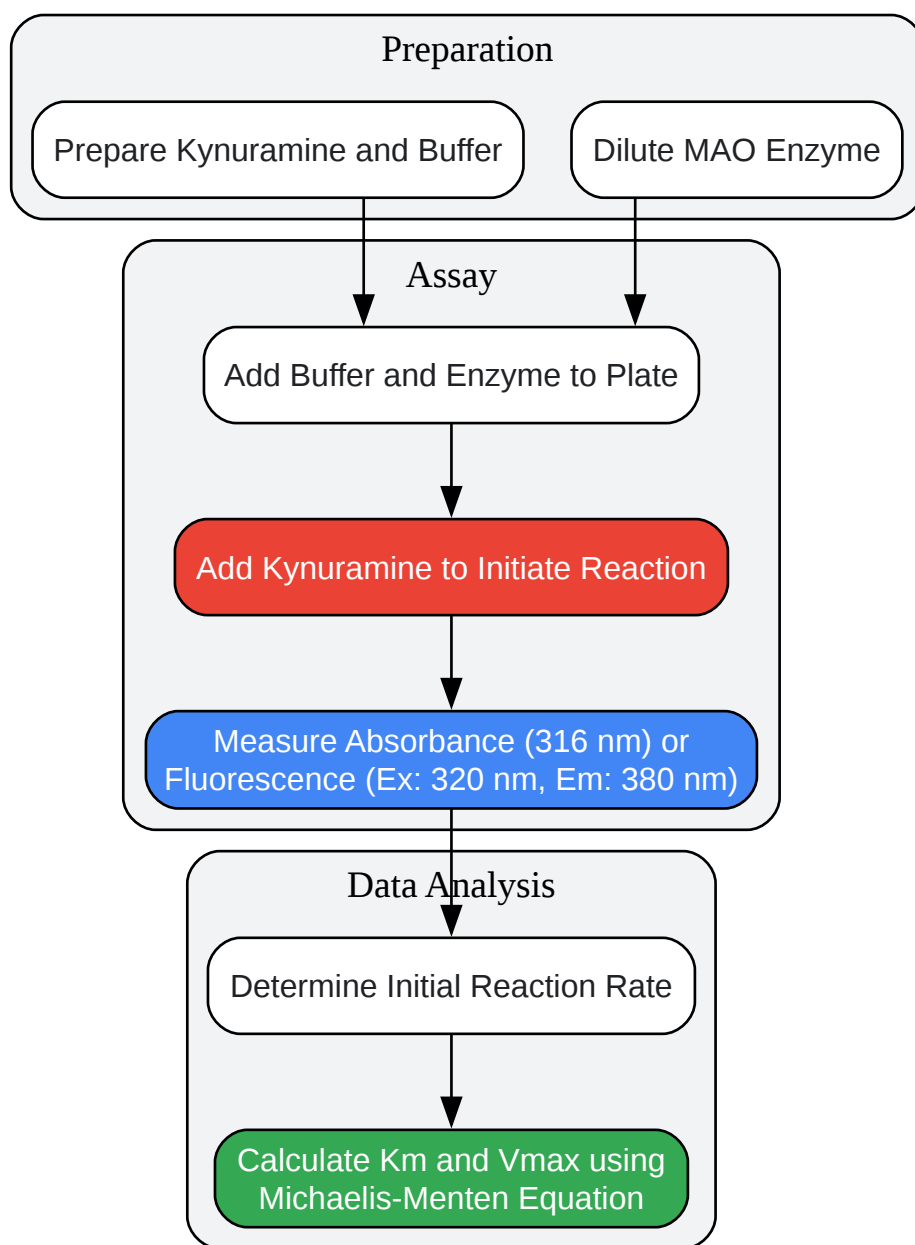 Preparation
Prepare Kynuramine and Buffer
Dilute MAO Enzyme
Assay
Add Buffer and Enzyme to Plate
Add Kynuramine to Initiate Reaction
Measure Absorbance (316 nm) or
Fluorescence (Ex: 320 nm, Em: 380 nm)
Data Analysis
Determine Initial Reaction Rate
Calculate Km and Vmax using
Michaelis-Menten Equation